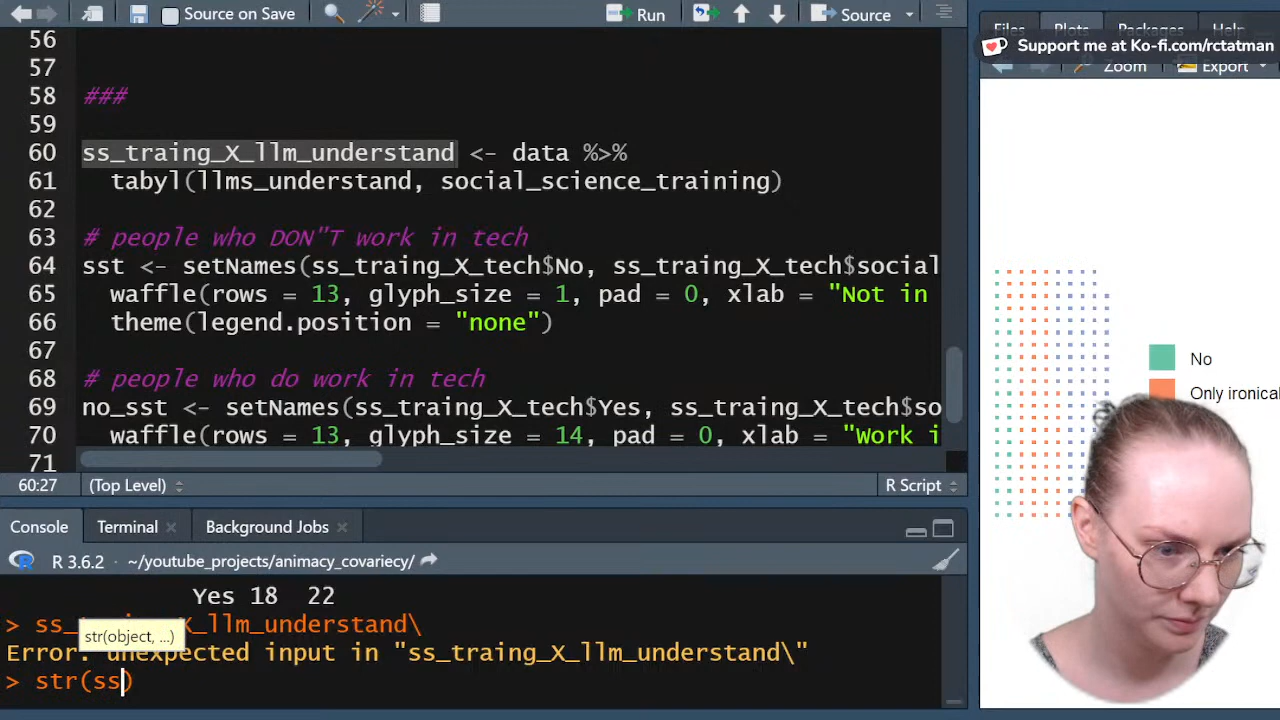 Source on Save
Run
Source
56
57
58 ###
59
60 ss_traing_X_llm_understand <- data %>%
61 tabyl(llms_understand, social_science_training)
62
63 # people who DON"T work in tech
64 sst <- setNames(ss_traing_X_tech$No, ss_traing_X_tech$social
65 waffle(rows = 13, glyph_size = 1, pad = 0, xlab = "Not in
66 theme(legend.position = "none")
67
68 # people who do work in tech
69 no_sst <- setNames(ss_traing_X_tech$Yes, ss_traing_X_tech$so
70 waffle(rows = 13, glyph_size = 14, pad = 0, xlab = "Work i
71
60:27 (Top Level) R Script
Console Terminal Background Jobs
R 3.6.2 · ~/youtube_projects/animacy_covariecy/
Yes 18 22
> ss_traing_X_llm_understand\
str(object, ...)
Error: unexpected input in "ss_traing_X_llm_understand\"
> str(ss)
Files Plots Packages Help
Support me at Ko-fi.com/rctatman
Zoom Export
No
Only ironical